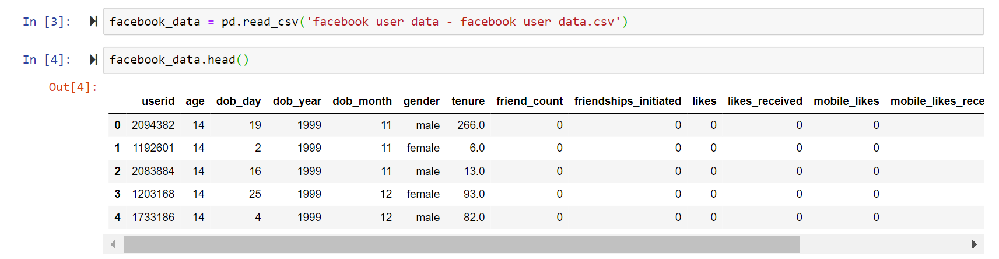 In [3]: facebook_data = pd.read_csv('facebook user data - facebook user data.csv')
In [4]: facebook_data.head()
Out[4]:
userid age dob_day dob_year dob_month gender tenure friend_count friendships_initiated likes likes_received mobile_likes mobile_likes_rece
0 2094382 14 19 1999 11 male 266.0 0 0 0 0 0
1 1192601 14 2 1999 11 female 6.0 0 0 0 0 0
2 2083884 14 16 1999 11 male 13.0 0 0 0 0 0
3 1203168 14 25 1999 12 female 93.0 0 0 0 0 0
4 1733186 14 4 1999 12 male 82.0 0 0 0 0 0